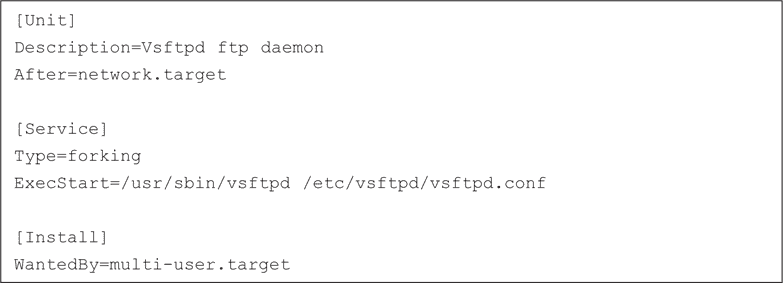 [Unit]
Description=Vsftpd ftp daemon
After=network.target
[Service]
Type=forking
ExecStart=/usr/sbin/vsftpd /etc/vsftpd/vsftpd.conf
[Install]
WantedBy=multi-user.target